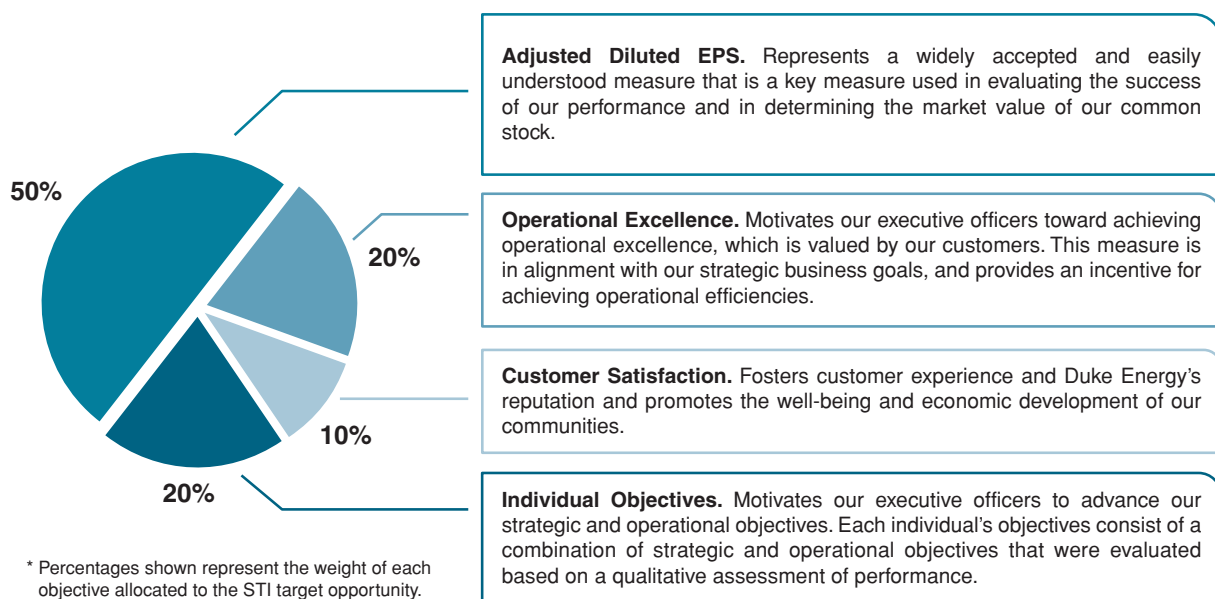 Adjusted Diluted EPS. Represents a widely accepted and easily
understood measure that is a key measure used in evaluating the success
of our performance and in determining the market value of our common
stock.
50%
Operational Excellence. Motivates our executive officers toward achieving
operational excellence, which is valued by our customers. This measure is
in alignment with our strategic business goals, and provides an incentive for
achieving operational efficiencies.
20%
Customer Satisfaction. Fosters customer experience and Duke Energy's
reputation and promotes the well-being and economic development of our
communities.
10%
Individual Objectives. Motivates our executive officers to advance our
strategic and operational objectives. Each individual's objectives consist of a
combination of strategic and operational objectives that were evaluated
based on a qualitative assessment of performance.
20%
* Percentages shown represent the weight of each
objective allocated to the STI target opportunity.